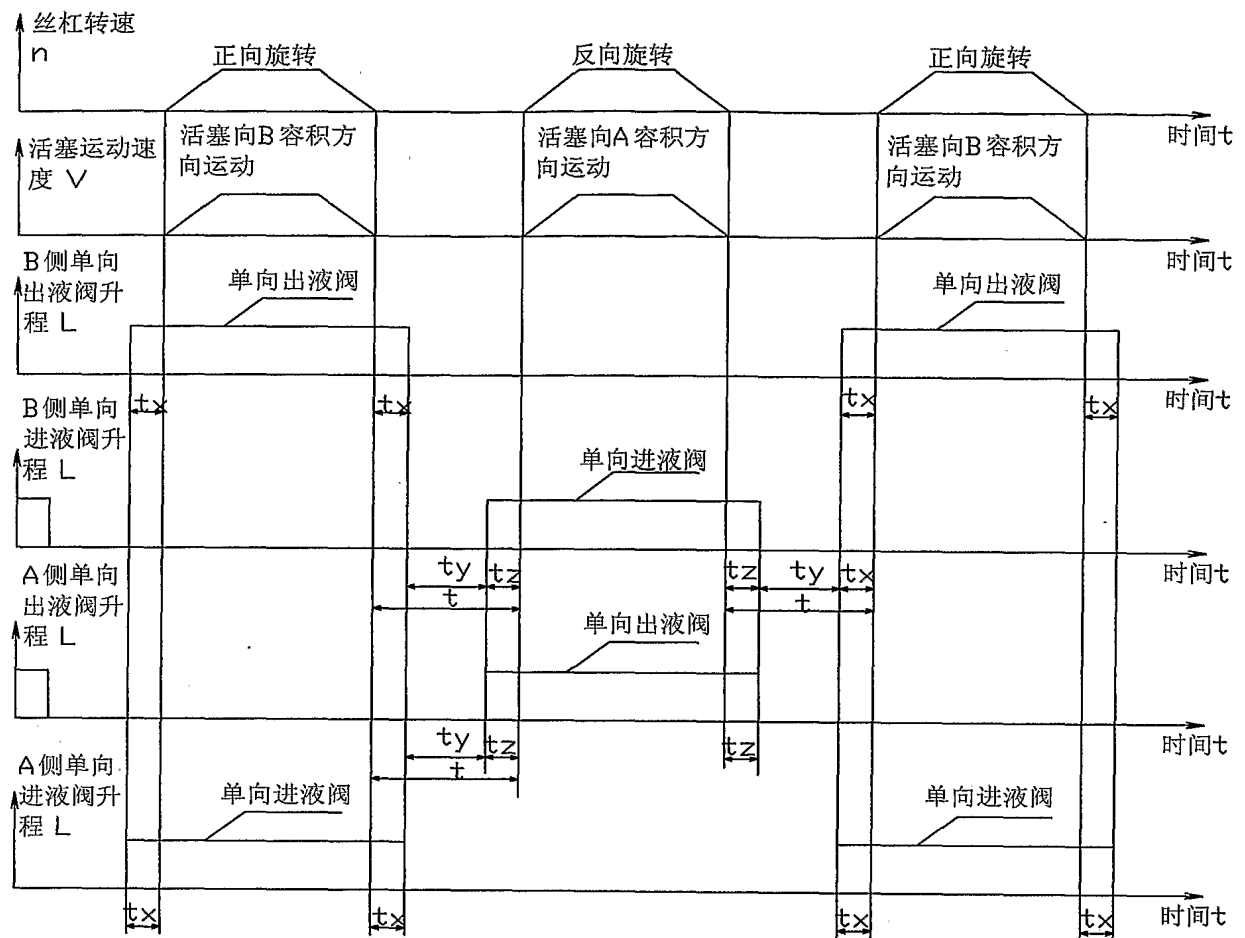 丝杠转速
n
正向旋转
反向旋转
正向旋转
时间t
活塞运动速
度 V
活塞向B容积方
向运动
活塞向A容积方
向运动
活塞向B容积方
向运动
时间t
B侧单向
出液阀升
程 L
单向出液阀
单向出液阀
时间t
tx
tx
tx
tx
B侧单向
进液阀升
程 L
单向进液阀
时间t
ty
tz
t
tz
ty
tx
t
A侧单向
出液阀升
程 L
单向出液阀
时间t
ty
tz
t
tz
A侧单向
进液阀升
程 L
单向进液阀
单向进液阀
时间t
tx
tx
tx
tx